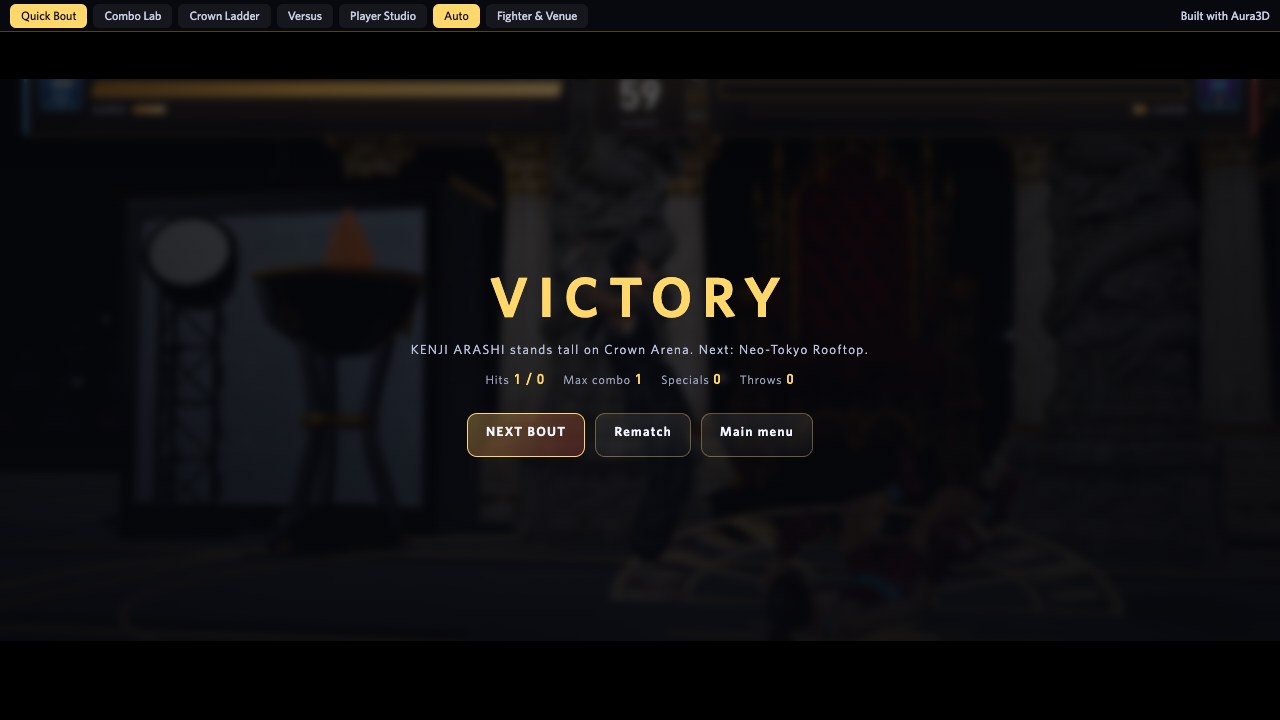 Quick Bout Combo Lab Crown Ladder Versus Player Studio Auto Fighter & Venue Built with Aura3D
59
VICTORY
KENJI ARASHI stands tall on Crown Arena. Next: Neo-Tokyo Rooftop.
Hits 1 / 0 Max combo 1 Specials 0 Throws 0
NEXT BOUT Rematch Main menu